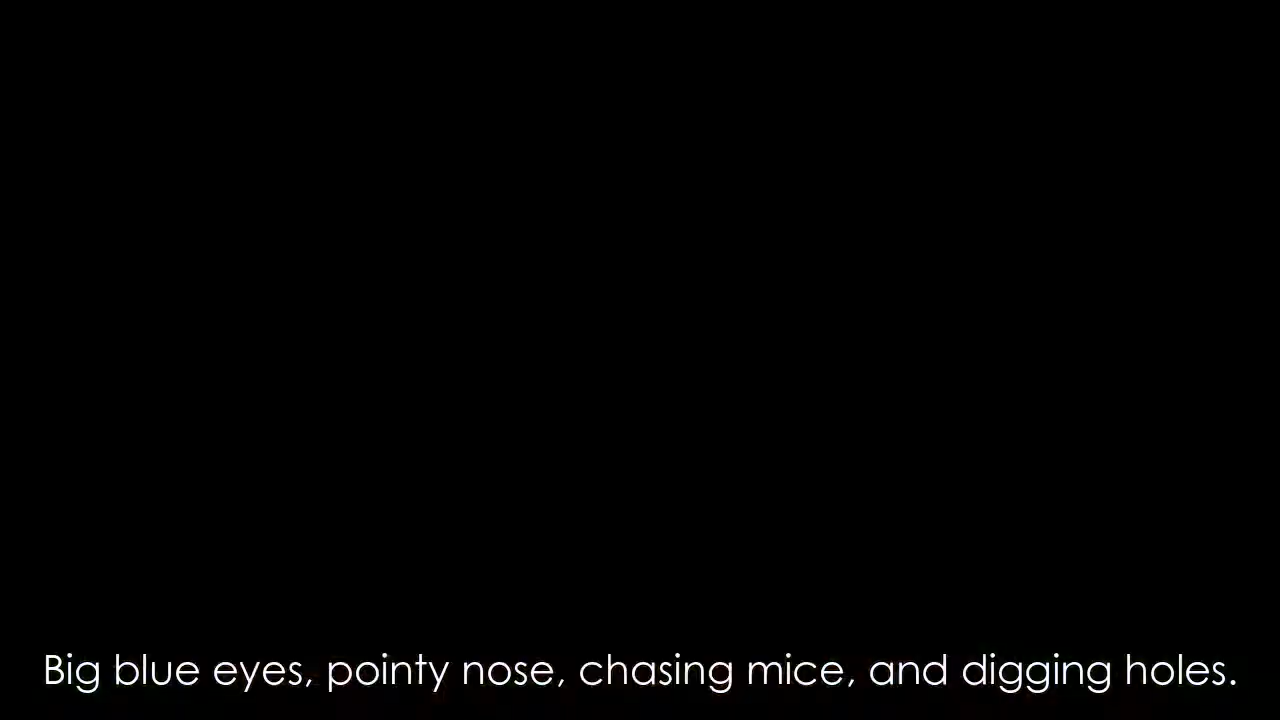 Big blue eyes, pointy nose, chasing mice, and digging holes.